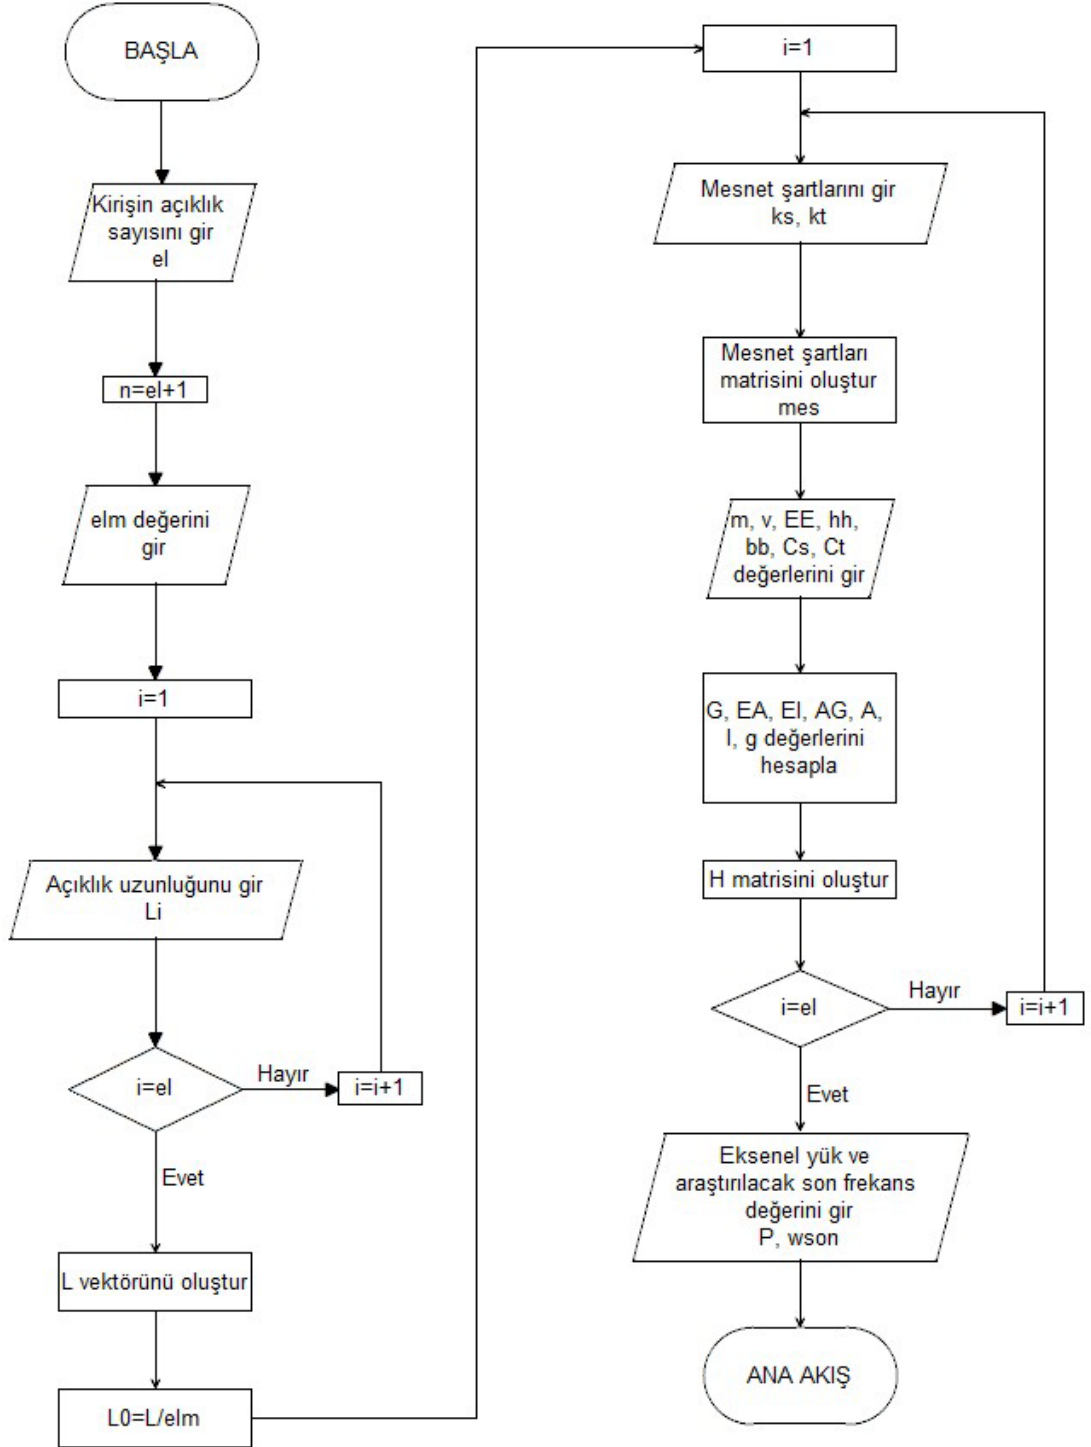 BAŞLA
Kirişin açıklık
sayısını gir
el
n=el+1
elm değerini
gir
i=1
Açıklık uzunluğunu gir
Li
i=el
Hayır
i=i+1
Evet
L vektörünü oluştur
L0=L/elm
i=1
Mesnet şartlarını gir
ks, kt
Mesnet şartları
matrisini oluştur
mes
m, v, EE, hh,
bb, Cs, Ct
değerlerini gir
G, EA, EI, AG, A,
I, g değerlerini
hesapla
H matrisini oluştur
i=el
Hayır
i=i+1
Evet
Eksenel yük ve
araştırılacak son frekans
değerini gir
P, wson
ANA AKIŞ